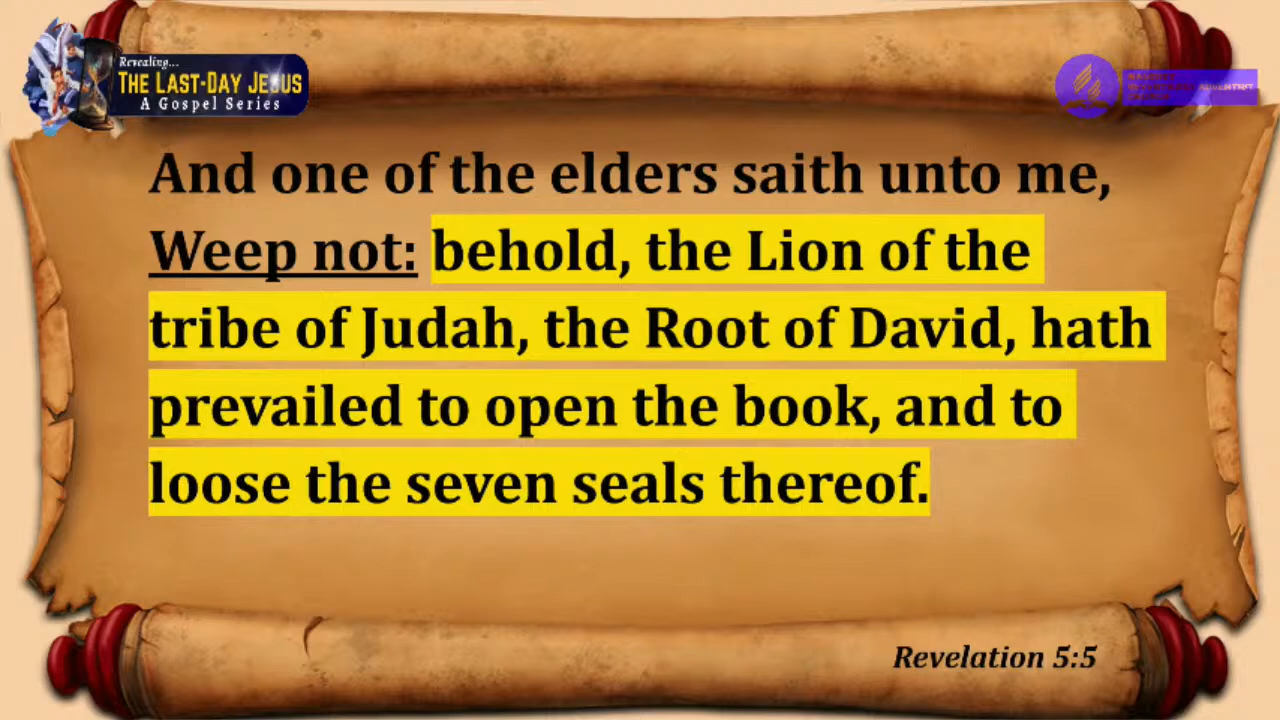 Revealing...
THE LAST-DAY JESUS
A Gospel Series
And one of the elders saith unto me,
Weep not: behold, the Lion of the
tribe of Judah, the Root of David, hath
prevailed to open the book, and to
loose the seven seals thereof.
Revelation 5:5